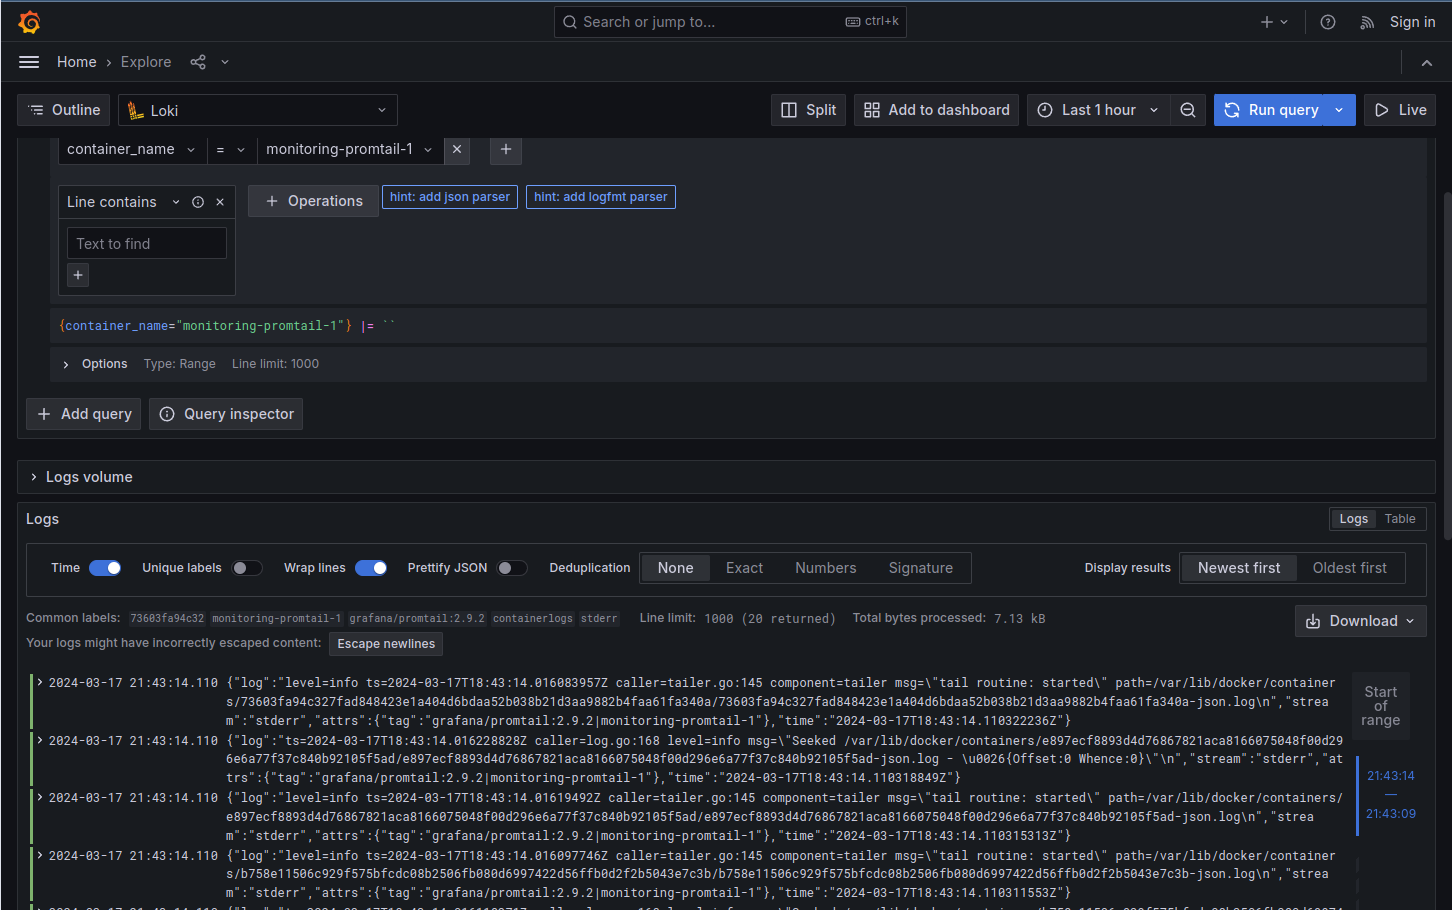 Search or jump to...
ctrl+k
Sign in
Home › Explore
Outline
Loki
Split
Add to dashboard
Last 1 hour
Run query
Live
container_name
=
monitoring-promtail-1
Line contains
Operations
hint: add json parser
hint: add logfmt parser
Text to find
{container_name="monitoring-promtail-1"} |= ``
Options Type: Range Line limit: 1000
Add query
Query inspector
Logs volume
Logs
Logs Table
Time
Unique labels
Wrap lines
Prettify JSON
Deduplication
None Exact Numbers Signature
Display results
Newest first Oldest first
Common labels: 73603fa94c32 monitoring-promtail-1 grafana/promtail:2.9.2 containerlogs stderr Line limit: 1000 (20 returned) Total bytes processed: 7.13 kB
Download
Your logs might have incorrectly escaped content: Escape newlines
2024-03-17 21:43:14.110 {"log":"level=info ts=2024-03-17T18:43:14.016083957Z caller=tailer.go:145 component=tailer msg=\"tail routine: started\" path=/var/lib/docker/container
s/73603fa94c327afd50311c01d9448829882b9e1a404d6bdaa52b038b21d3aa9882b4faa61fa340a/73603fa94c327afd50311c01d9448829882b9e1a404d6bdaa52b038b21d3aa9882b4faa61fa340a-json.log\n","strea
m":"stderr","attrs":{"tag":"grafana/promtail:2.9.2|monitoring-promtail-1"},"time":"2024-03-17T18:43:14.110322236Z"}
2024-03-17 21:43:14.110 {"log":"ts=2024-03-17T18:43:14.016228828Z caller=log.go:168 level=info msg=\"Seeked /var/lib/docker/containers/e897ecf8893d4d76867821aca8166075048f00d29
6e6a77f37c840b92105f5ad/e897ecf8893d4d76867821aca8166075048f00d296e6a77f37c840b92105f5ad-json.log - \u0026{Offset:0 Whence:0}\"\n","stream":"stderr","at
trs":{"tag":"grafana/promtail:2.9.2|monitoring-promtail-1"},"time":"2024-03-17T18:43:14.110318849Z"}
2024-03-17 21:43:14.110 {"log":"level=info ts=2024-03-17T18:43:14.01619492Z caller=tailer.go:145 component=tailer msg=\"tail routine: started\" path=/var/lib/docker/containers/
e897ecf8893d4d76867821aca8166075048f00d296e6a77f37c840b92105f5ad/e897ecf8893d4d76867821aca8166075048f00d296e6a77f37c840b92105f5ad-json.log\n","strea
m":"stderr","attrs":{"tag":"grafana/promtail:2.9.2|monitoring-promtail-1"},"time":"2024-03-17T18:43:14.110315313Z"}
2024-03-17 21:43:14.110 {"log":"level=info ts=2024-03-17T18:43:14.016097746Z caller=tailer.go:145 component=tailer msg=\"tail routine: started\" path=/var/lib/docker/container
s/b758e11506c929f575bfcdc08b2506fb080d6997422d56ffb0d2f2b5043e7c3b/b758e11506c929f575bfcdc08b2506fb080d6997422d56ffb0d2f2b5043e7c3b-json.log\n","strea
m":"stderr","attrs":{"tag":"grafana/promtail:2.9.2|monitoring-promtail-1"},"time":"2024-03-17T18:43:14.110311553Z"}
Start
of
range
21:43:14
—
21:43:09